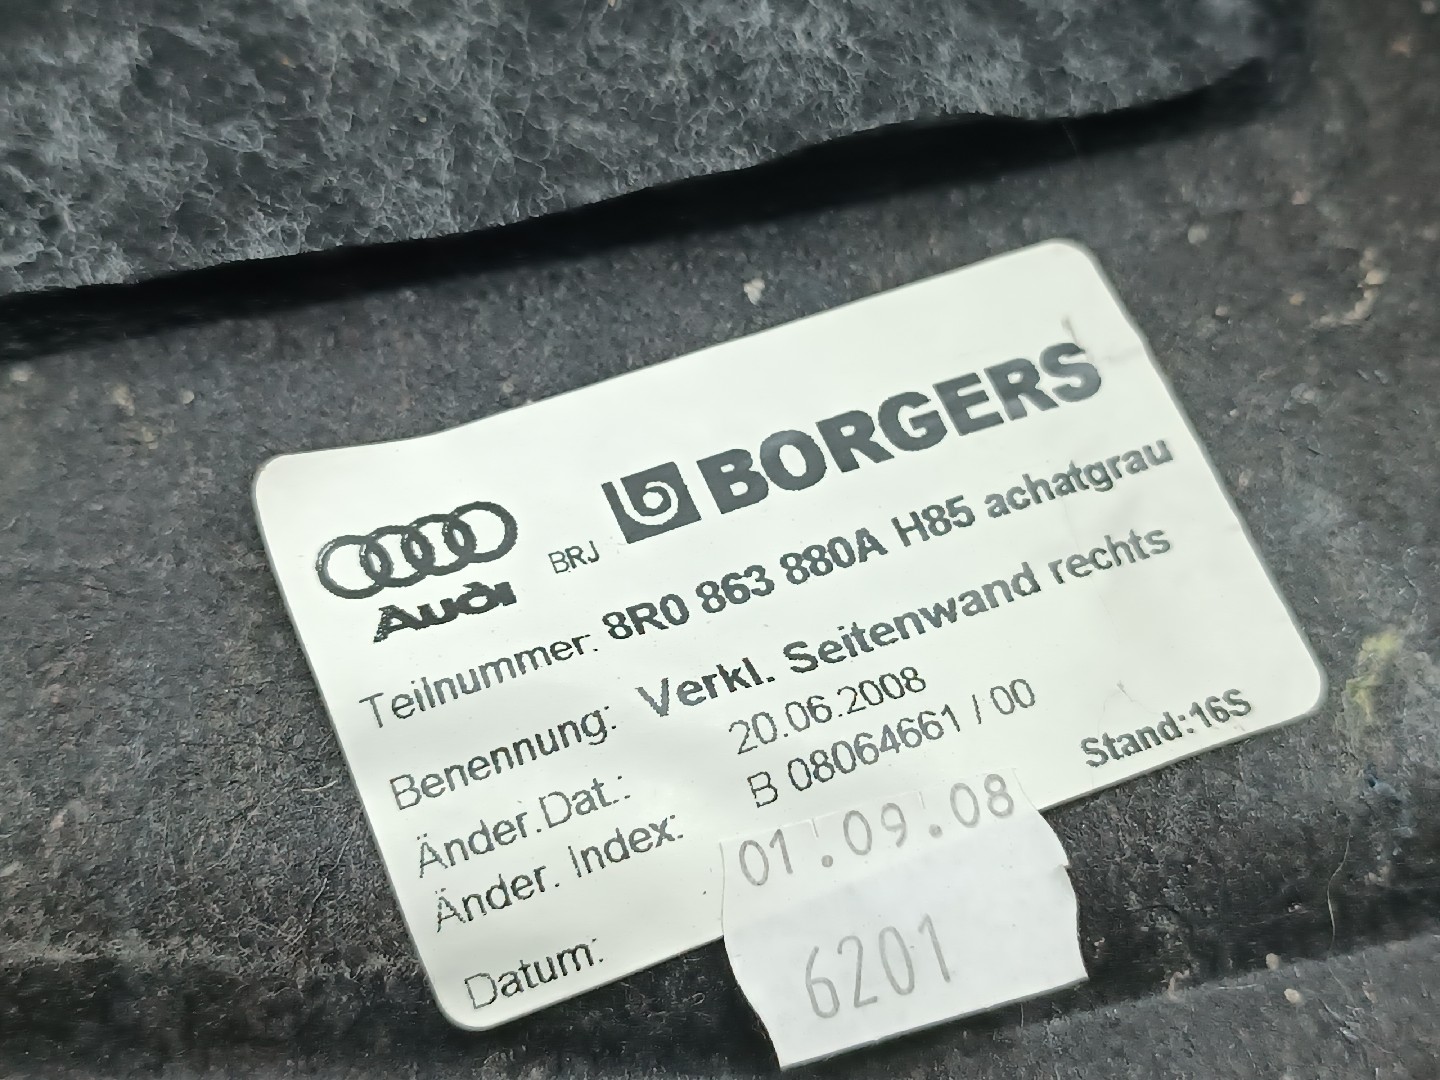 Audi
BRJ
BORGERS
Teilnummer: 8R0 863 880A H85 achatgrau
Benennung: Verkl. Seitenwand rechts
Änder.Dat.: 20.06.2008
Änder. Index: B 08064661 / 00
Stand:16S
Datum: 01.09.08
6201